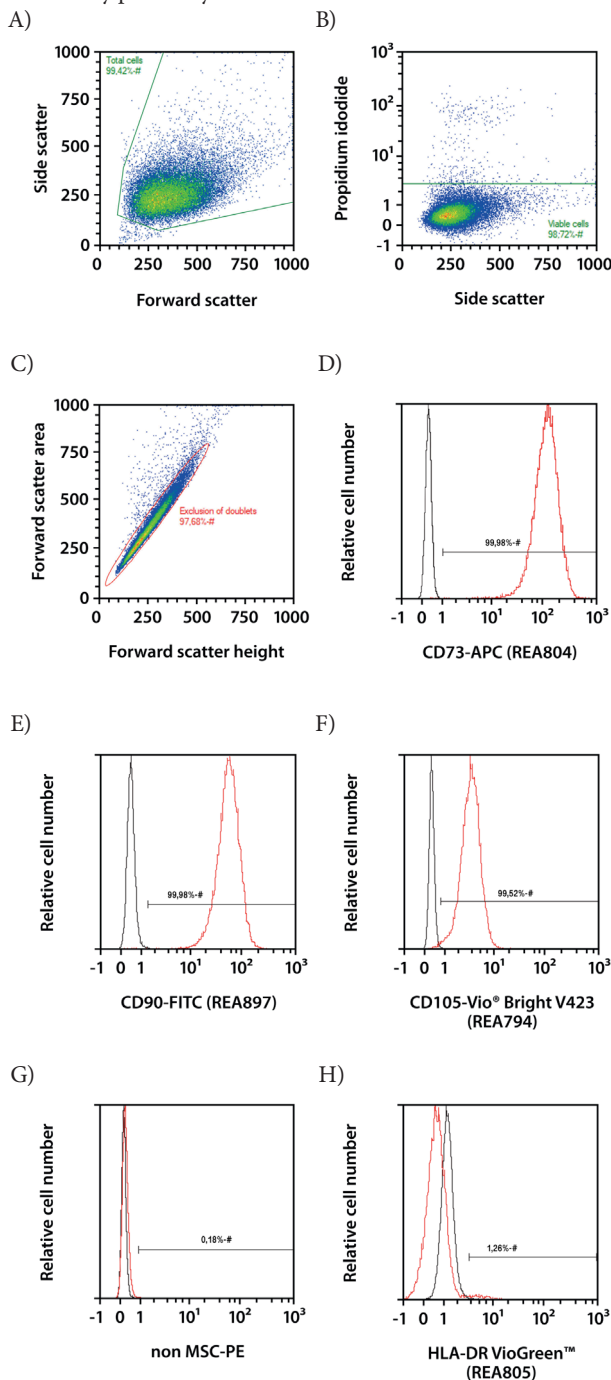 A)
B)
1000
750
500
250
0
Side scatter
Total cells
99,42%-#
0 250 500 750 1000
Forward scatter
10³
10²
10¹
1
0
-1
Propidium idodide
Viable cells
98,72%-#
0 250 500 750 1000
Side scatter
C)
D)
1000
750
500
250
0
Forward scatter area
Exclusion of doublets
97,68%-#
0 250 500 750 1000
Forward scatter height
Relative cell number
99,98%-#
-1 0 1 10¹ 10² 10³
CD73-APC (REA804)
E)
F)
Relative cell number
99,98%-#
-1 0 1 10¹ 10² 10³
CD90-FITC (REA897)
Relative cell number
99,52%-#
-1 0 1 10¹ 10² 10³
CD105-Vio® Bright V423
(REA794)
G)
H)
Relative cell number
0,18%-#
-1 0 1 10¹ 10² 10³
non MSC-PE
Relative cell number
1,26%-#
-1 0 1 10¹ 10² 10³
HLA-DR VioGreen™
(REA805)